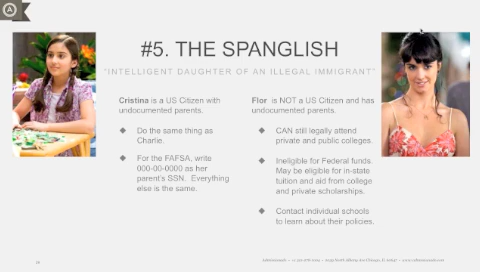 A
#5. THE SPANGLISH
"INTELLIGENT DAUGHTER OF AN ILLEGAL IMMIGRANT"
Cristina is a US Citizen with
undocumented parents.
◆ Do the same thing as
Charlie.
◆ For the FAFSA, write
000-00-0000 as her
parent's SSN. Everything
else is the same.
Flor is NOT a US Citizen and has
undocumented parents.
◆ CAN still legally attend
private and public colleges.
◆ Ineligible for Federal funds.
May be eligible for in-state
tuition and aid from college
and private scholarships.
◆ Contact individual schools
to learn about their policies.